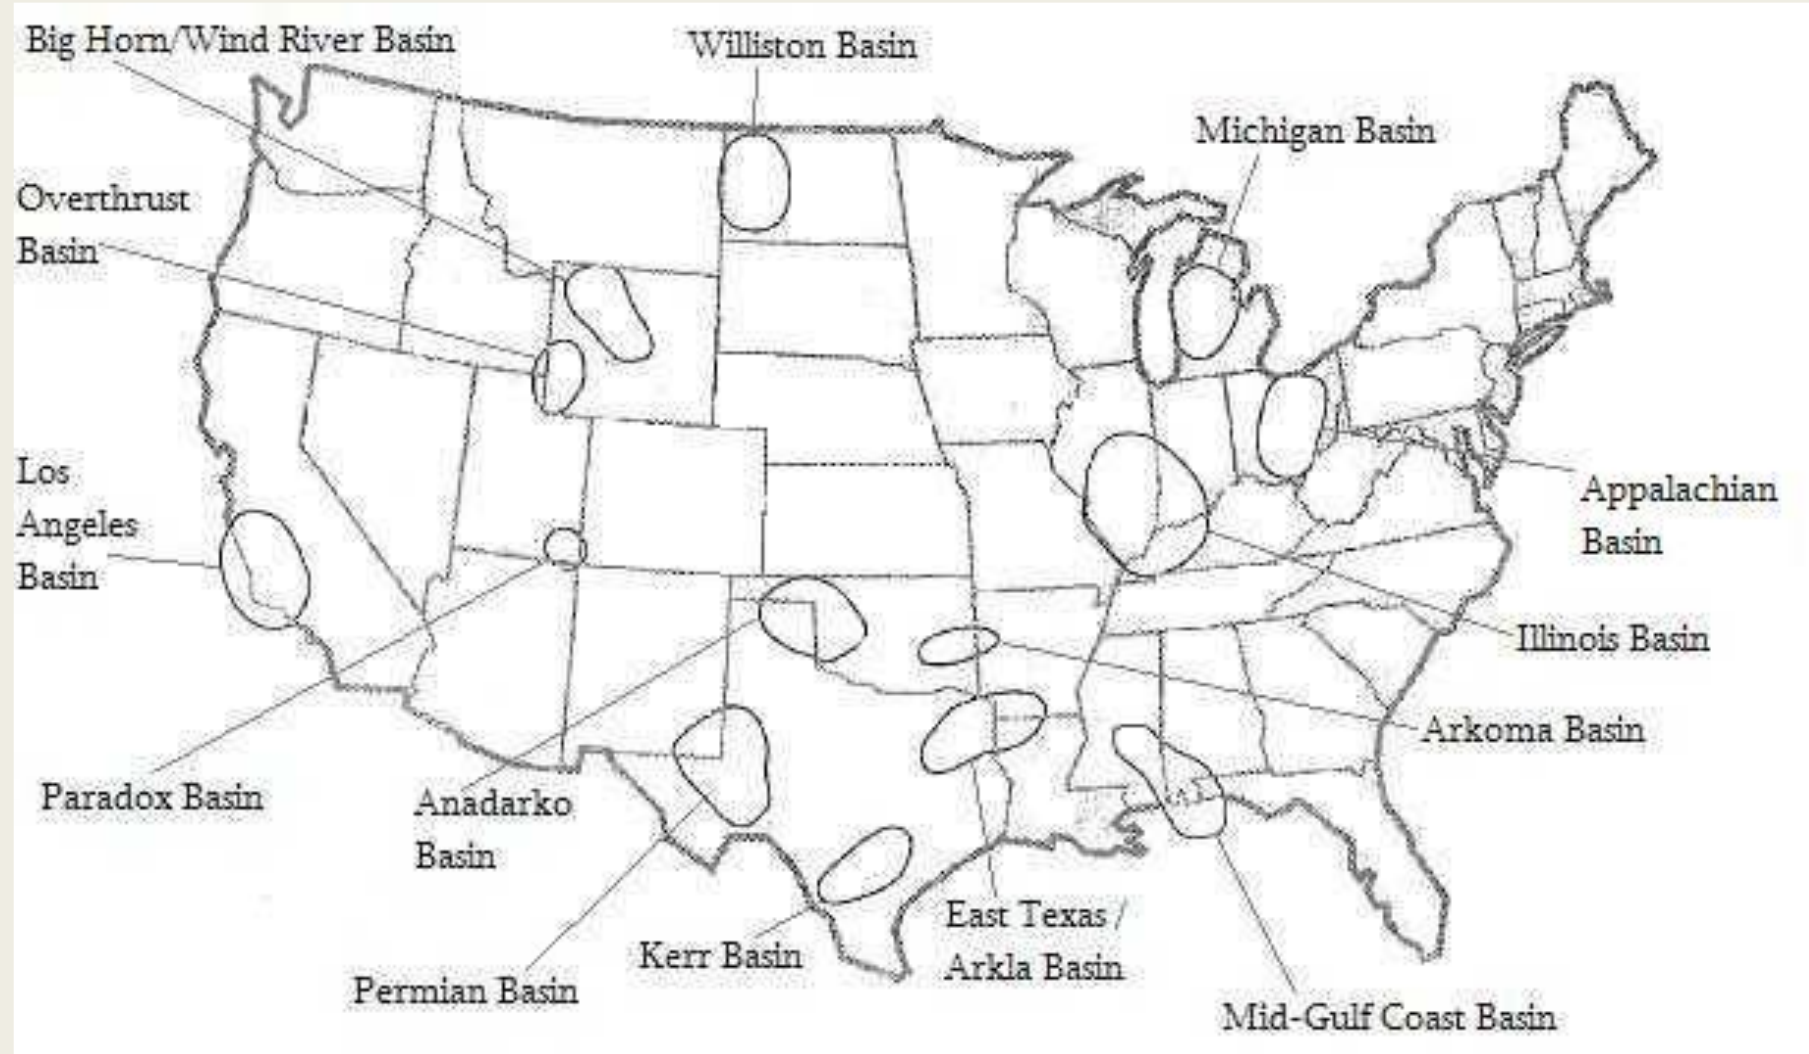 Big Horn/Wind River Basin
Williston Basin
Michigan Basin
Overthrust
Basin
Los
Angeles
Basin
Appalachian
Basin
Illinois Basin
Arkoma Basin
Paradox Basin
Anadarko
Basin
East Texas /
Arkla Basin
Kerr Basin
Permian Basin
Mid-Gulf Coast Basin